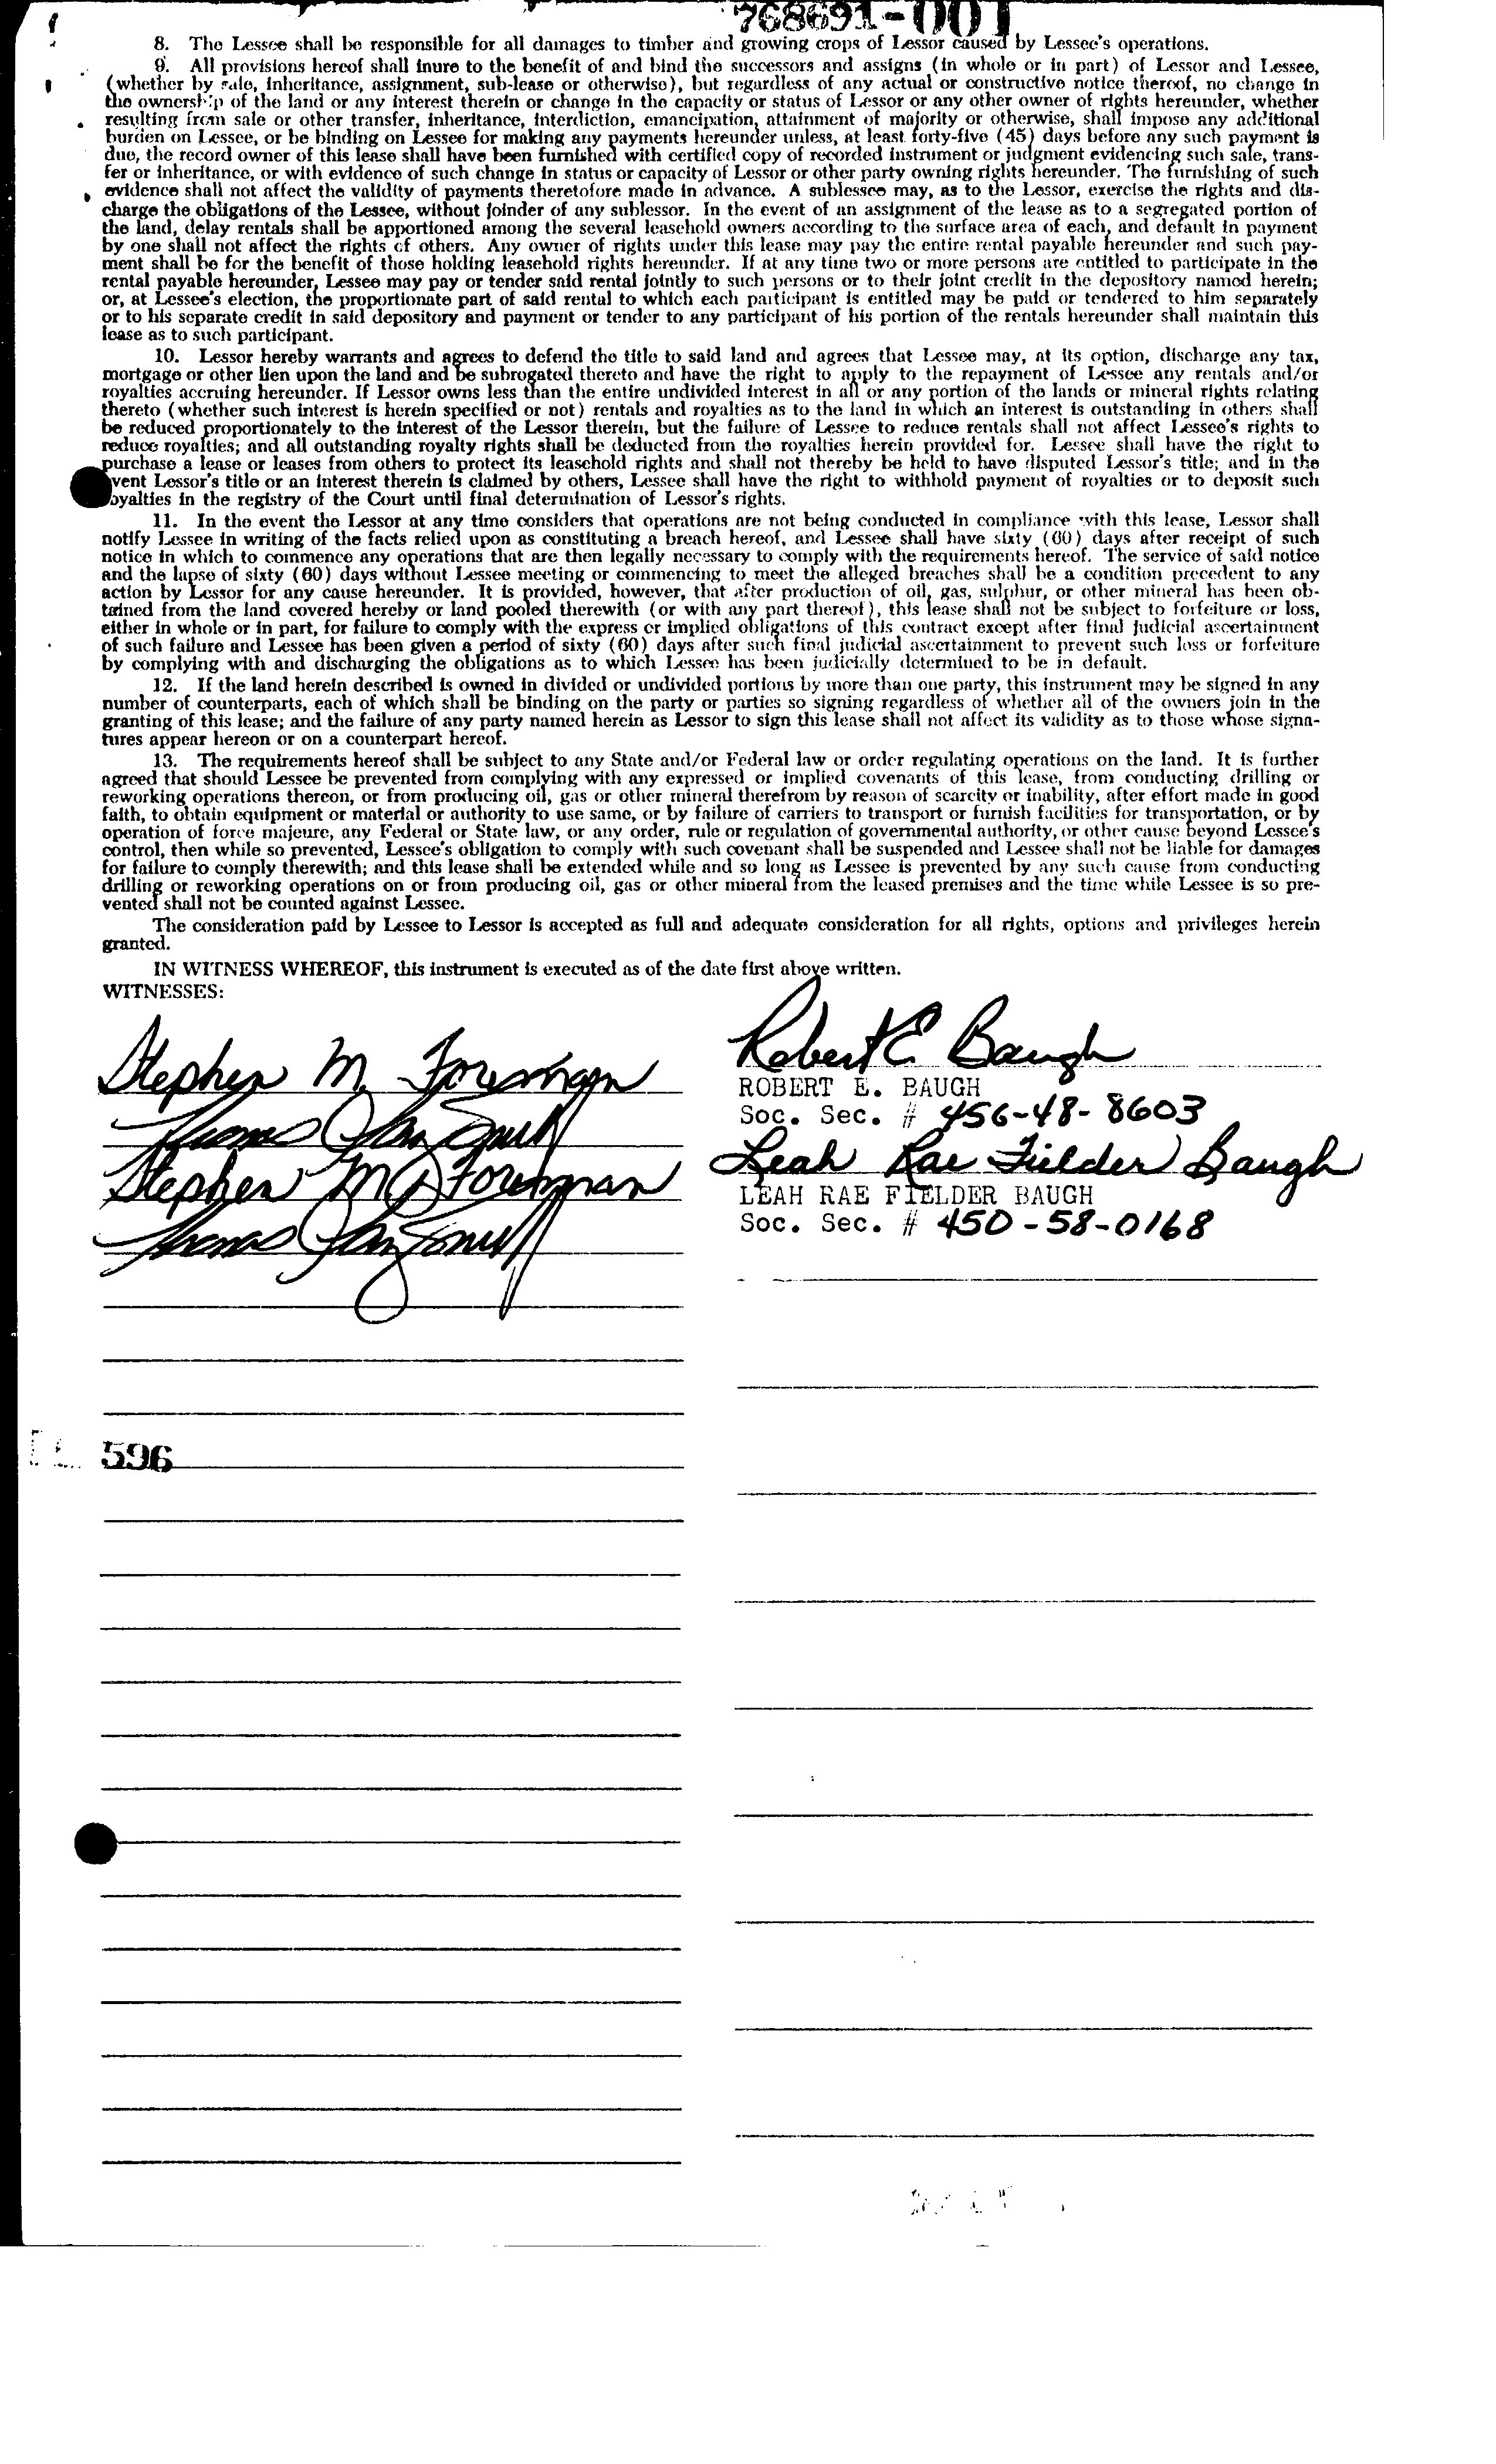 768691-001
8. The Lessee shall be responsible for all damages to timber and growing crops of Lessor caused by Lessee's operations.
9. All provisions hereof shall inure to the benefit of and bind the successors and assigns (in whole or in part) of Lessor and Lessee,
(whether by sale, inheritance, assignment, sub-lease or otherwise), but regardless of any actual or constructive notice thereof, no change in
the ownership of the land or any interest therein or change in the capacity or status of Lessor or any other owner of rights hereunder, whether
resulting from sale or other transfer, inheritance, interdiction, emancipation, attainment of majority or otherwise, shall impose any additional
burden on Lessee, or be binding on Lessee for making any payments hereunder unless, at least forty-five (45) days before any such payment is
due, the record owner of this lease shall have been furnished with certified copy of recorded instrument or judgment evidencing such sale, trans-
fer or inheritance, or with evidence of such change in status or capacity of Lessor or other party owning rights hereunder. The furnishing of such
evidence shall not affect the validity of payments theretofore made in advance. A sublessee may, as to the Lessor, exercise the rights and dis-
charge the obligations of the Lessee, without joinder of any sublessor. In the event of an assignment of the lease as to a segregated portion of
the land, delay rentals shall be apportioned among the several leasehold owners according to the surface area of each, and default in payment
by one shall not affect the rights of others. Any owner of rights under this lease may pay the entire rental payable hereunder and such pay-
ment shall be for the benefit of those holding leasehold rights hereunder. If at any time two or more persons are entitled to participate in the
rental payable hereunder, Lessee may pay or tender said rental jointly to such persons or to their joint credit in the depository named herein;
or, at Lessee's election, the proportionate part of said rental to which each participant is entitled may be paid or tendered to him separately
or to his separate credit in said depository and payment or tender to any participant of his portion of the rentals hereunder shall maintain this
lease as to such participant.
10. Lessor hereby warrants and agrees to defend the title to said land and agrees that Lessee may, at its option, discharge any tax,
mortgage or other lien upon the land and be subrogated thereto and have the right to apply to the repayment of Lessee any rentals and/or
royalties accruing hereunder. If Lessor owns less than the entire undivided interest in all or any portion of the lands or mineral rights relating
thereto (whether such interest is herein specified or not) rentals and royalties as to the land in which an interest is outstanding in others shall
be reduced proportionately to the interest of the Lessor therein, but the failure of Lessee to reduce rentals shall not affect Lessee's rights to
reduce royalties; and all outstanding royalty rights shall be deducted from the royalties herein provided for. Lessee shall have the right to
purchase a lease or leases from others to protect its leasehold rights and shall not thereby be held to have disputed Lessor's title; and in the
vent Lessor's title or an interest therein is claimed by others, Lessee shall have the right to withhold payment of royalties or to deposit such
oyalties in the registry of the Court until final determination of Lessor's rights.
11. In the event the Lessor at any time considers that operations are not being conducted in compliance with this lease, Lessor shall
notify Lessee in writing of the facts relied upon as constituting a breach hereof, and Lessee shall have sixty (60) days after receipt of such
notice in which to commence any operations that are then legally necessary to comply with the requirements hereof. The service of said notice
and the lapse of sixty (60) days without Lessee meeting or commencing to meet the alleged breaches shall be a condition precedent to any
action by Lessor for any cause hereunder. It is provided, however, that after production of oil, gas, sulphur, or other mineral has been ob-
tained from the land covered hereby or land pooled therewith (or with any part thereof), this lease shall not be subject to forfeiture or loss,
either in whole or in part, for failure to comply with the express or implied obligations of this contract except after final judicial ascertainment
of such failure and Lessee has been given a period of sixty (60) days after such final judicial ascertainment to prevent such loss or forfeiture
by complying with and discharging the obligations as to which Lessee has been judicially determined to be in default.
12. If the land herein described is owned in divided or undivided portions by more than one party, this instrument may be signed in any
number of counterparts, each of which shall be binding on the party or parties so signing regardless of whether all of the owners join in the
granting of this lease; and the failure of any party named herein as Lessor to sign this lease shall not affect its validity as to those whose signa-
tures appear hereon or on a counterpart hereof.
13. The requirements hereof shall be subject to any State and/or Federal law or order regulating operations on the land. It is further
agreed that should Lessee be prevented from complying with any expressed or implied covenants of this lease, from conducting drilling or
reworking operations thereon, or from producing oil, gas or other mineral therefrom by reason of scarcity or inability, after effort made in good
faith, to obtain equipment or material or authority to use same, or by failure of carriers to transport or furnish facilities for transportation, or by
operation of force majeure, any Federal or State law, or any order, rule or regulation of governmental authority, or other cause beyond Lessee's
control, then while so prevented, Lessee's obligation to comply with such covenant shall be suspended and Lessee shall not be liable for damages
for failure to comply therewith; and this lease shall be extended while and so long as Lessee is prevented by any such cause from conducting
drilling or reworking operations on or from producing oil, gas or other mineral from the leased premises and the time while Lessee is so pre-
vented shall not be counted against Lessee.
The consideration paid by Lessee to Lessor is accepted as full and adequate consideration for all rights, options and privileges herein
granted.
IN WITNESS WHEREOF, this instrument is executed as of the date first above written.
WITNESSES:
Stephen M. Foreman
Robert E Baugh
ROBERT E. BAUGH
Soc. Sec. # 456-48-8603
Thomas
Leah Rae Fielder Baugh
Stephen M Foreman
LEAH RAE FIELDER BAUGH
Soc. Sec. # 450-58-0168
Thomas
596